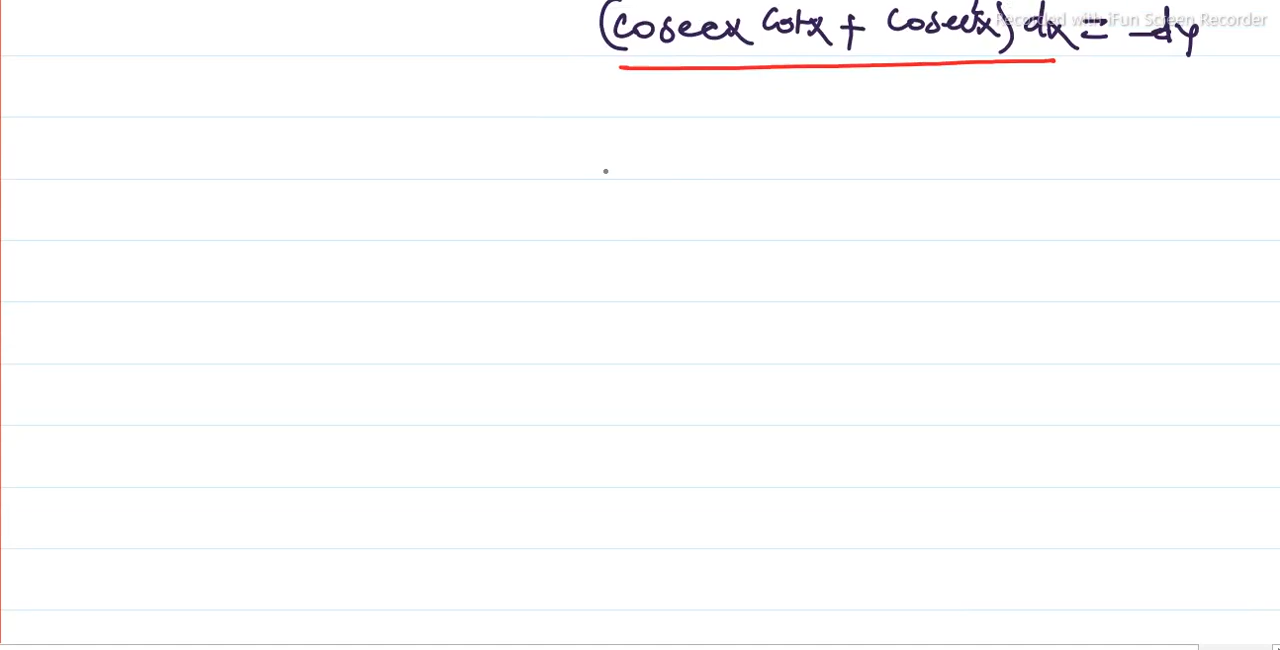 Recorded with iFun Screen Recorder
(cosecx cotx + cosec²x) dx = -dy